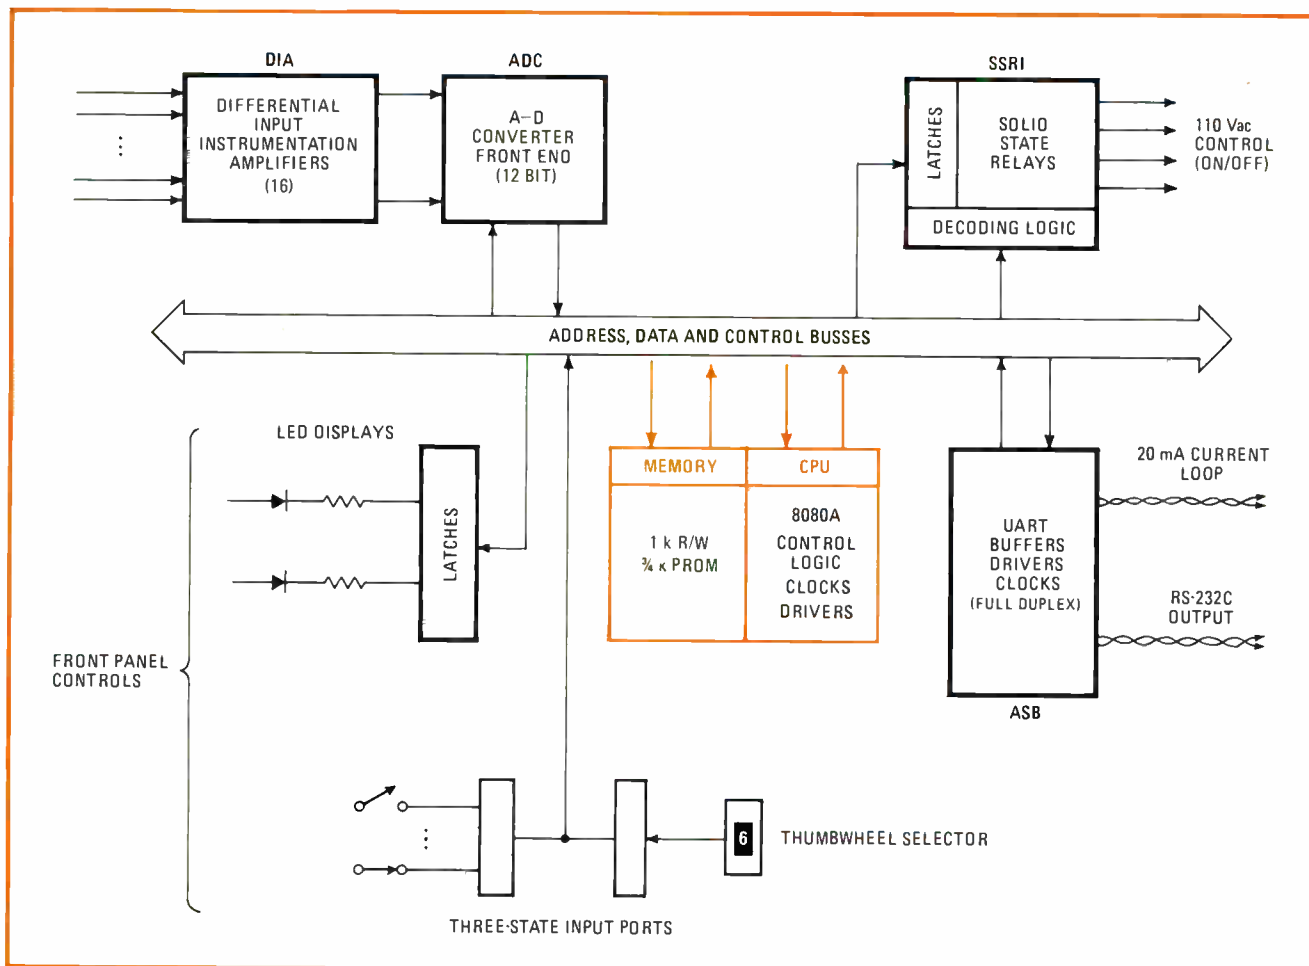 DIA
DIFFERENTIAL
INPUT
INSTRUMENTATION
AMPLIFIERS
(16)
ADC
A–D
CONVERTER
FRONT END
(12 BIT)
SSRI
LATCHES
SOLID
STATE
RELAYS
DECODING LOGIC
110 Vac
CONTROL
(ON/OFF)
ADDRESS, DATA AND CONTROL BUSSES
LED DISPLAYS
LATCHES
MEMORY
1 k R/W
¾ K PROM
CPU
8080A
CONTROL
LOGIC
CLOCKS
DRIVERS
UART
BUFFERS
DRIVERS
CLOCKS
(FULL DUPLEX)
ASB
20 mA CURRENT
LOOP
RS-232C
OUTPUT
FRONT PANEL
CONTROLS
6
THUMBWHEEL SELECTOR
THREE-STATE INPUT PORTS